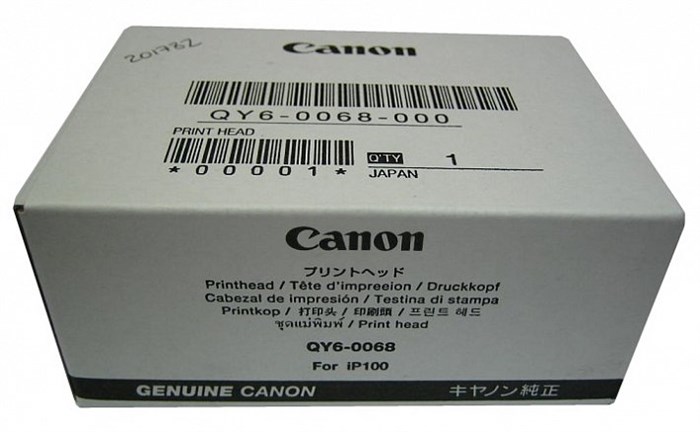 201782
Canon
QY6-0068-000
PRINT HEAD
*00001*
Q'TY 1
JAPAN
Canon
プリントヘッド
Printhead / Tête d'impreeion / Druckkopf
Cabezal de impresión / Testina di stampa
Printkop / 打印头 / 印刷頭 / 프린트 헤드
ชุดแม่พิมพ์ / Print head
QY6-0068
For iP100
GENUINE CANON キヤノン純正